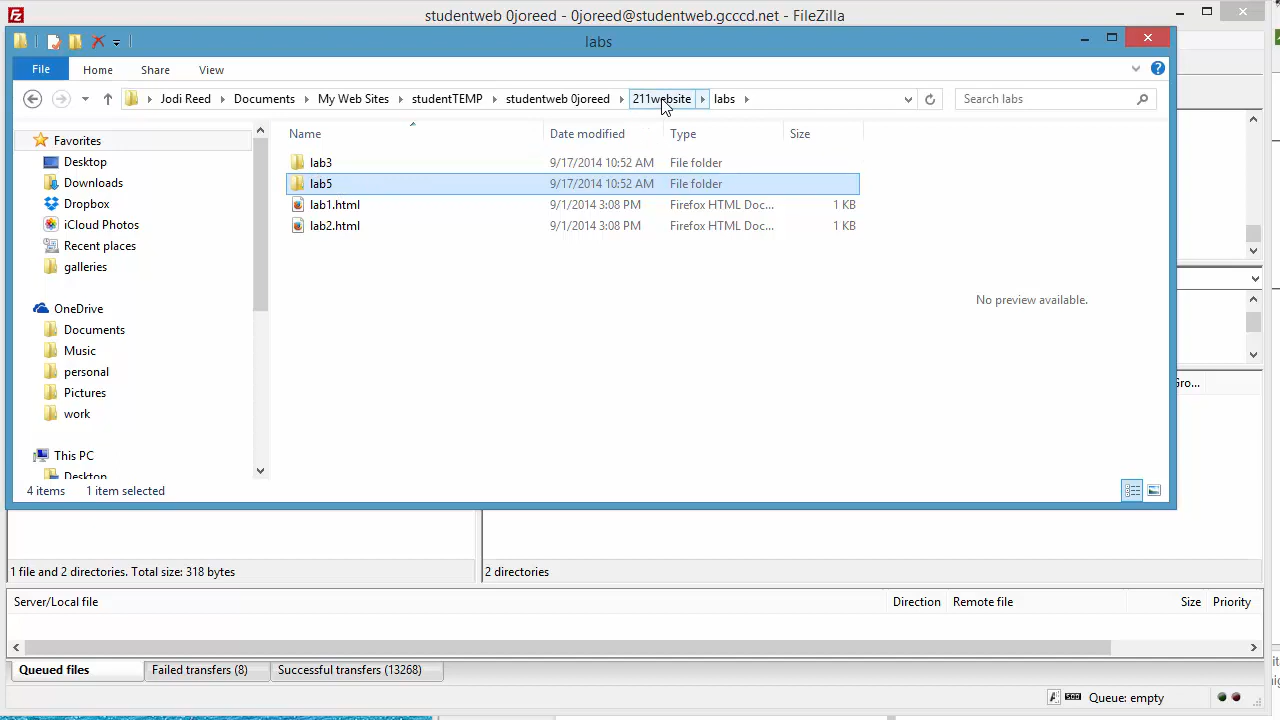 studentweb 0joreed - 0joreed@studentweb.gcccd.net - FileZilla
labs
File Home Share View
Jodi Reed Documents My Web Sites studentTEMP studentweb 0joreed 211website labs Search labs
Name Date modified Type Size
Favorites
Desktop
Downloads
Dropbox
iCloud Photos
Recent places
galleries
OneDrive
Documents
Music
personal
Pictures
work
This PC
Desktop
lab3 9/17/2014 10:52 AM File folder
lab5 9/17/2014 10:52 AM File folder
lab1.html 9/1/2014 3:08 PM Firefox HTML Doc... 1 KB
lab2.html 9/1/2014 3:08 PM Firefox HTML Doc... 1 KB
No preview available.
4 items 1 item selected
1 file and 2 directories. Total size: 318 bytes
2 directories
Server/Local file Direction Remote file Size Priority
Queued files Failed transfers (8) Successful transfers (13268)
Queue: empty